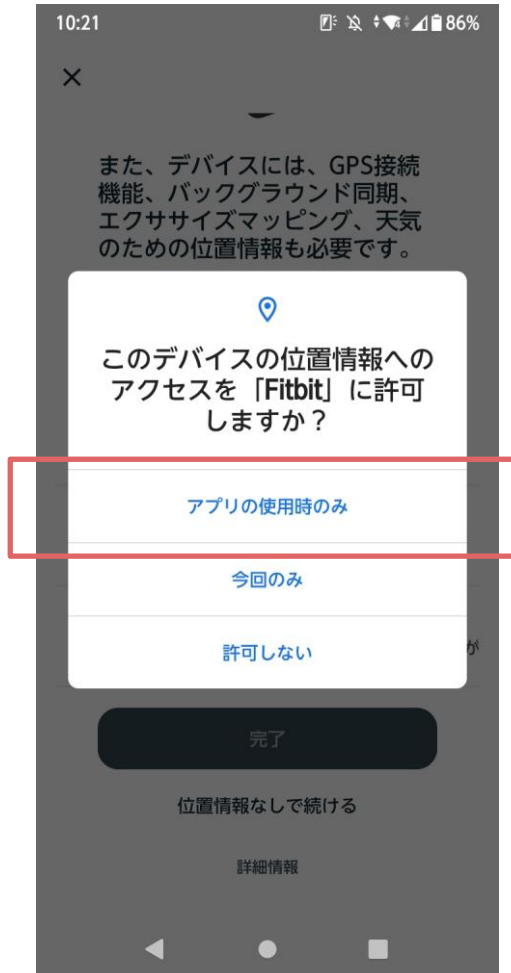 10:21
86%
また、デバイスには、GPS接続
機能、バックグラウンド同期、
エクササイズマッピング、天気
のための位置情報も必要です。
このデバイスの位置情報への
アクセスを「Fitbit」に許可
しますか？
アプリの使用時のみ
今回のみ
許可しない
が
完了
位置情報なしで続ける
詳細情報